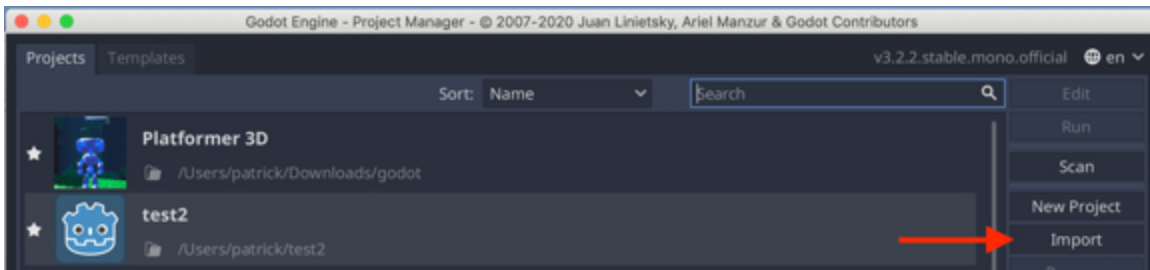 Godot Engine - Project Manager - © 2007-2020 Juan Linietsky, Ariel Manzur & Godot Contributors
Projects Templates v3.2.2.stable.mono.official en
Sort: Name Search Edit
Run
Platformer 3D
/Users/patrick/Downloads/godot
Scan
test2
New Project
/Users/patrick/test2
Import